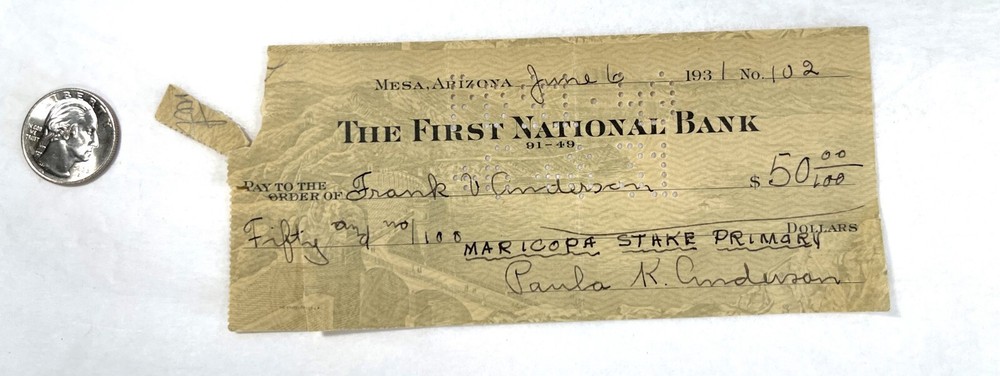 LIBERTY
MESA, ARIZONA June 6 1931 No. 102
THE FIRST NATIONAL BANK
91-49
PAY TO THE ORDER OF Frank V Anderson $ 50 00/100
Fifty and no/100 DOLLARS
MARICOPA STAKE PRIMARY
Paula K. Anderson